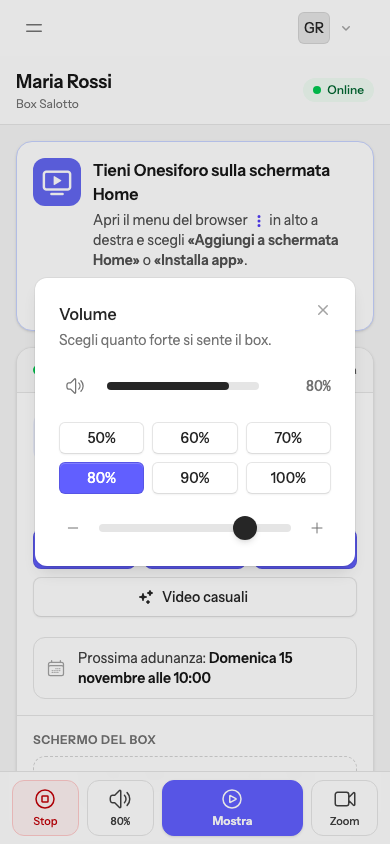 GR
Maria Rossi
Box Salotto
Online
Tieni Onesiforo sulla schermata
Home
Apri il menu del browser ⋮ in alto a
destra e scegli «Aggiungi a schermata
Home» o «Installa app».
Volume
Scegli quanto forte si sente il box.
80%
50%
60%
70%
80%
90%
100%
Video casuali
Prossima adunanza: Domenica 15
novembre alle 10:00
SCHERMO DEL BOX
Stop
80%
Mostra
Zoom